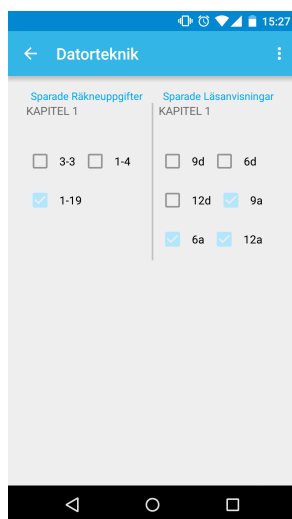 15:27
Datorteknik
Sparade Räkneuppgifter
KAPITEL 1
3-3 1-4
1-19
Sparade Läsanvisningar
KAPITEL 1
9d 6d
12d 9a
6a 12a